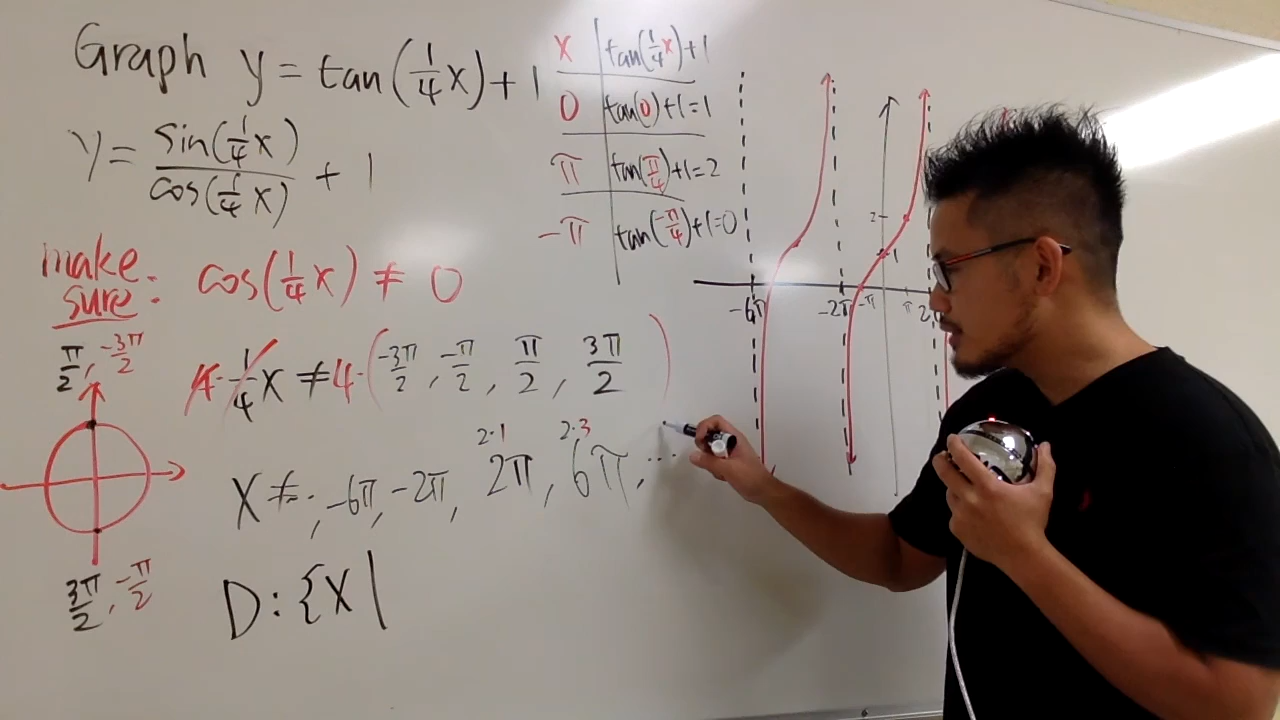 Graph y = tan(1/4 x) + 1
y = sin(1/4 x) / cos(1/4 x) + 1
make sure: cos(1/4 x) ≠ 0
π/2, -3π/2
4 · 1/4 x ≠ 4 · (-3π/2, -π/2, π/2, 3π/2)
2·1 2·3
x ≠ ..., -6π, -2π, 2π, 6π, ...
3π/2, -π/2
D: {x |
x | tan(1/4 x) + 1
0 | tan(0) + 1 = 1
π | tan(π/4) + 1 = 2
-π | tan(-π/4) + 1 = 0
2
1
-6π -2π -π π 2